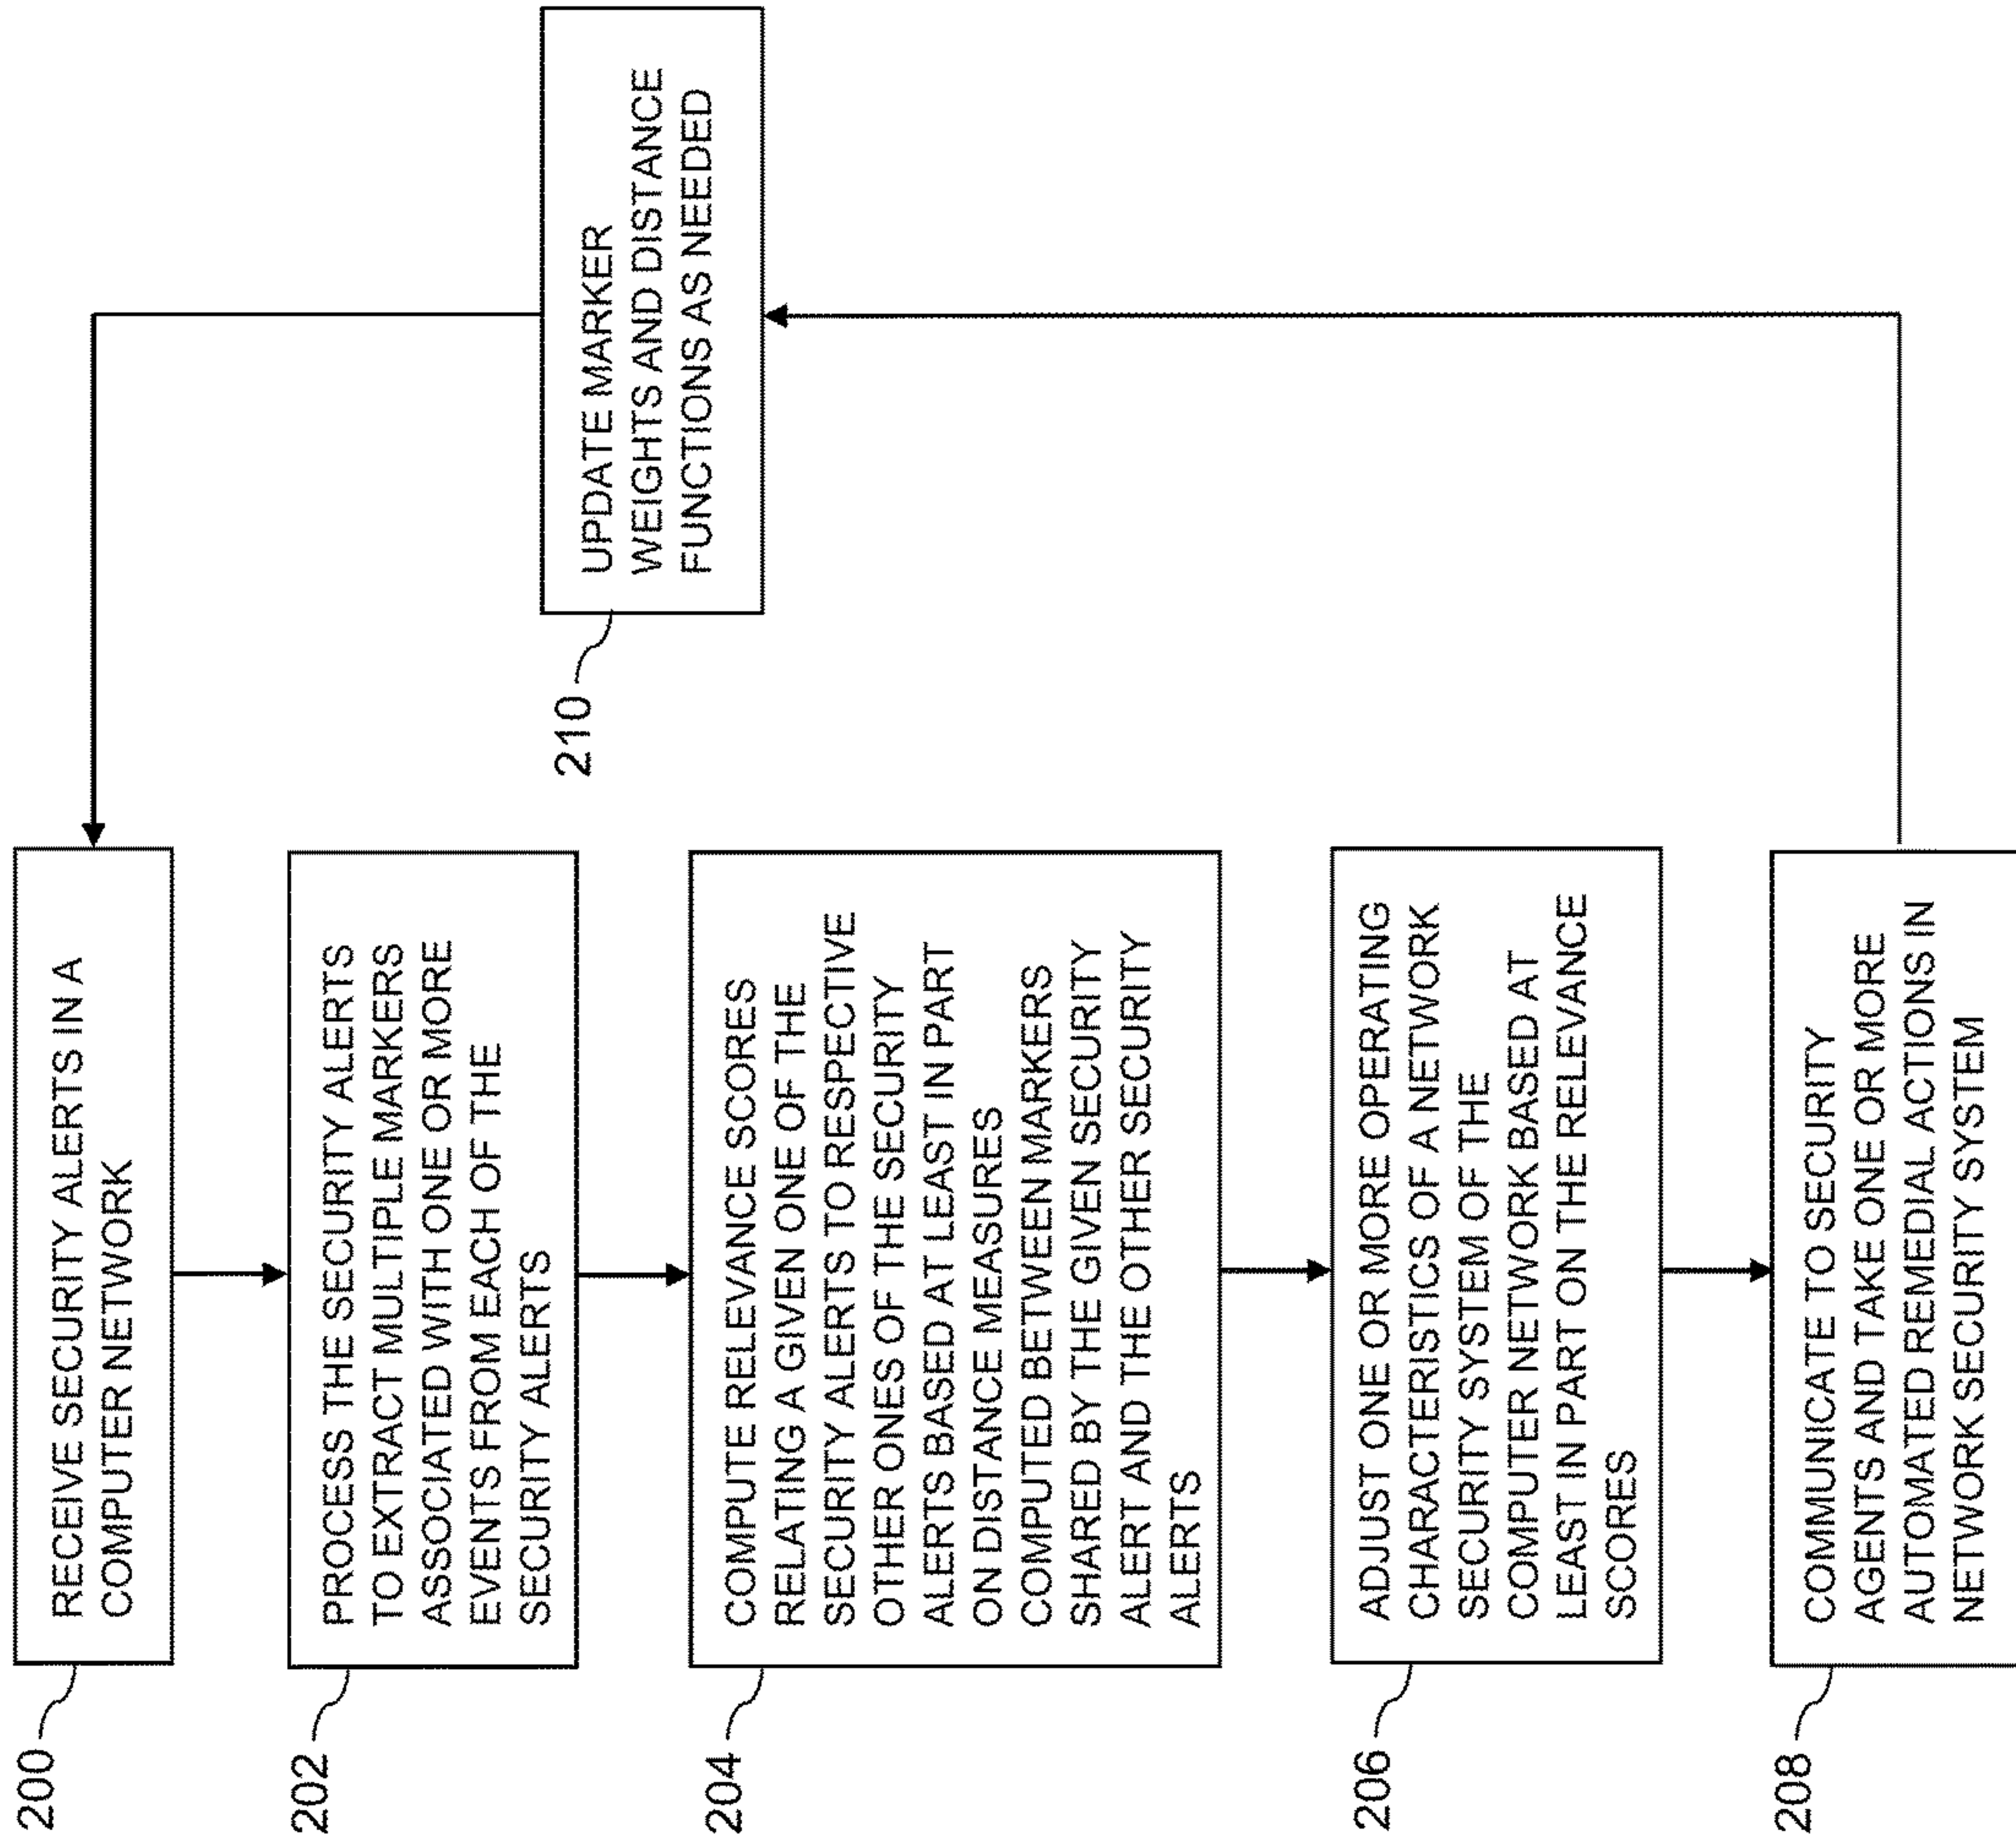 200
RECEIVE SECURITY ALERTS IN A
COMPUTER NETWORK
202
PROCESS THE SECURITY ALERTS
TO EXTRACT MULTIPLE MARKERS
ASSOCIATED WITH ONE OR MORE
EVENTS FROM EACH OF THE
SECURITY ALERTS
204
COMPUTE RELEVANCE SCORES
RELATING A GIVEN ONE OF THE
SECURITY ALERTS TO RESPECTIVE
OTHER ONES OF THE SECURITY
ALERTS BASED AT LEAST IN PART
ON DISTANCE MEASURES
COMPUTED BETWEEN MARKERS
SHARED BY THE GIVEN SECURITY
ALERT AND THE OTHER SECURITY
ALERTS
206
ADJUST ONE OR MORE OPERATING
CHARACTERISTICS OF A NETWORK
SECURITY SYSTEM OF THE
COMPUTER NETWORK BASED AT
LEAST IN PART ON THE RELEVANCE
SCORES
208
COMMUNICATE TO SECURITY
AGENTS AND TAKE ONE OR MORE
AUTOMATED REMEDIAL ACTIONS IN
NETWORK SECURITY SYSTEM
210
UPDATE MARKER
WEIGHTS AND DISTANCE
FUNCTIONS AS NEEDED